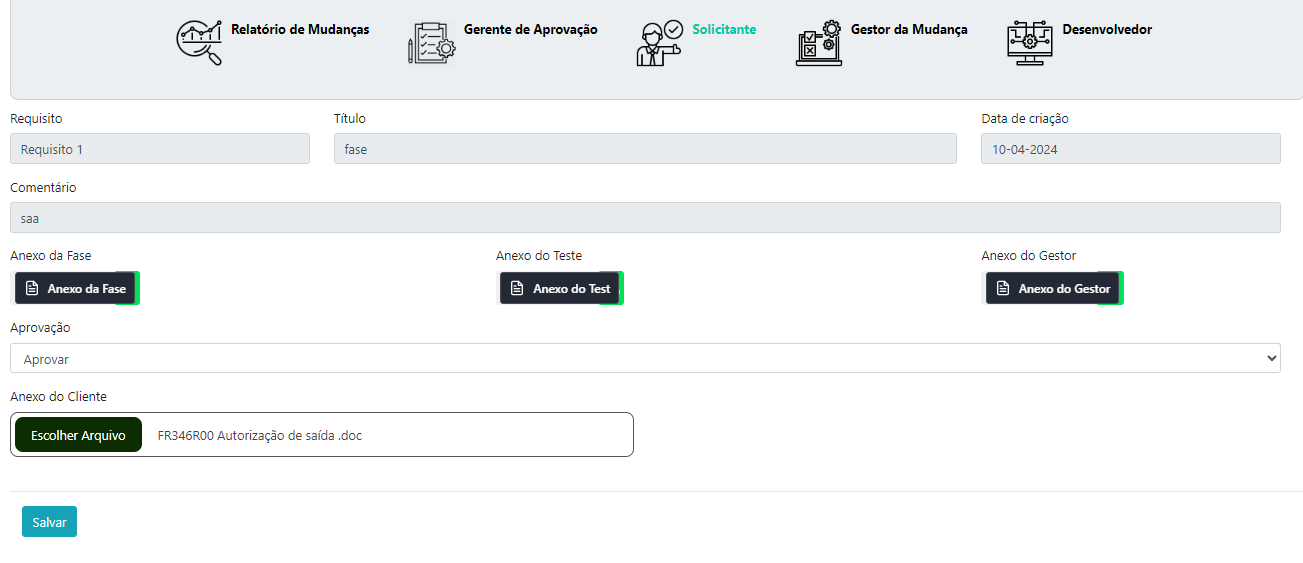 Relatório de Mudanças
Gerente de Aprovação
Solicitante
Gestor da Mudança
Desenvolvedor
Requisito
Título
Data de criação
Requisito 1
fase
10-04-2024
Comentário
saa
Anexo da Fase
Anexo do Teste
Anexo do Gestor
Anexo da Fase
Anexo do Test
Anexo do Gestor
Aprovação
Aprovar
Anexo do Cliente
Escolher Arquivo
FR346R00 Autorização de saída .doc
Salvar